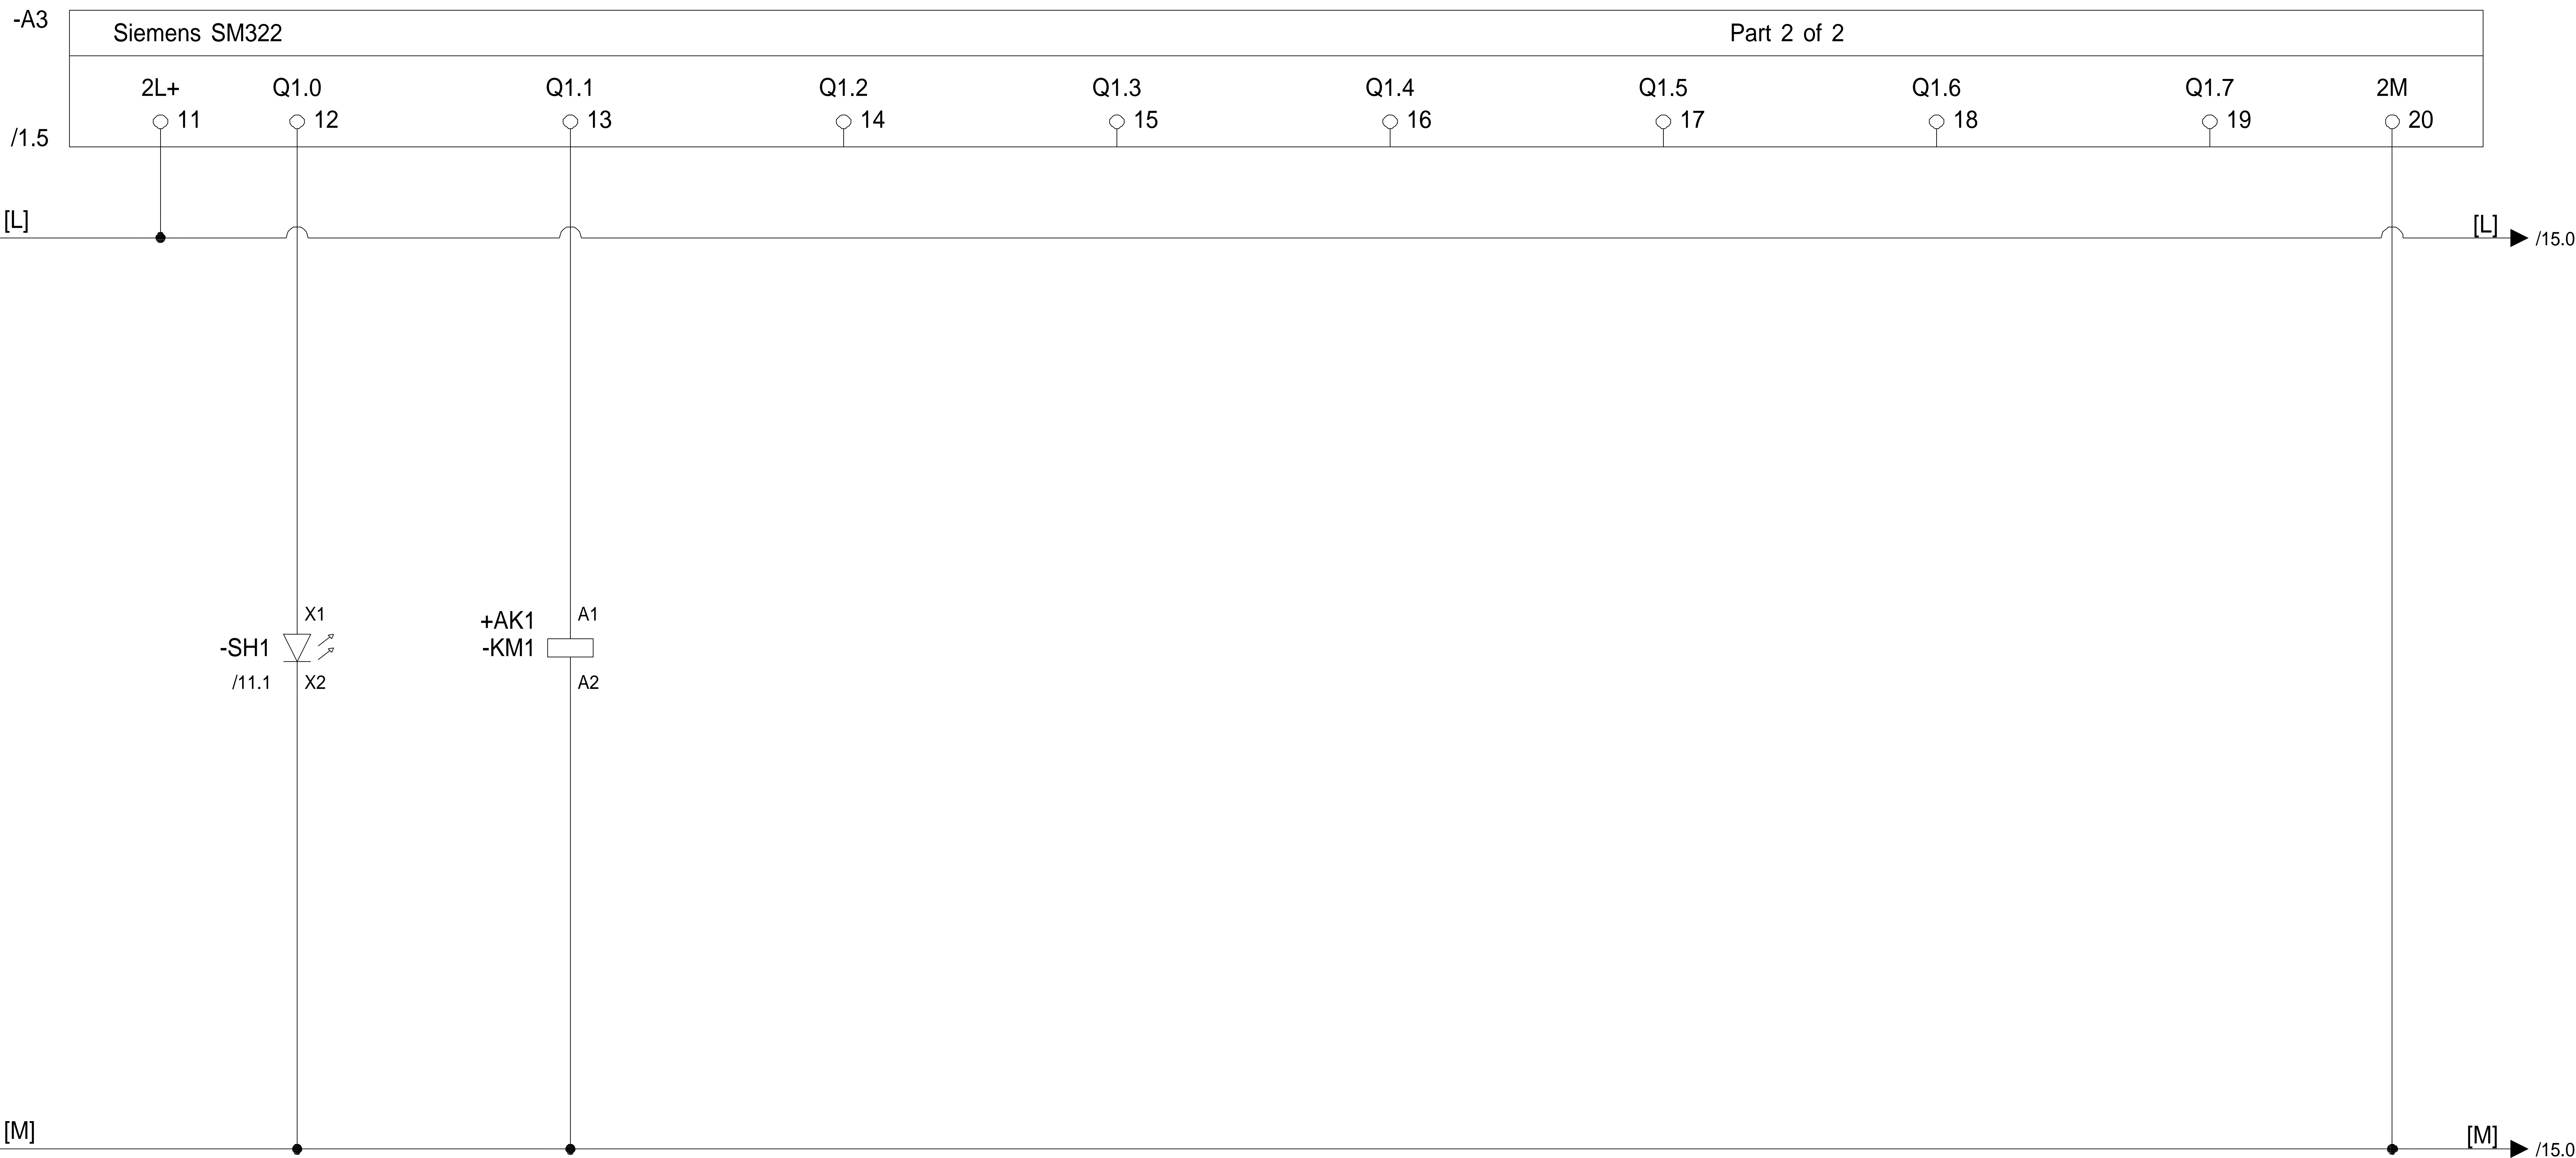 -A3
Siemens SM322 Part 2 of 2
2L+ Q1.0 Q1.1 Q1.2 Q1.3 Q1.4 Q1.5 Q1.6 Q1.7 2M
11 12 13 14 15 16 17 18 19 20
/1.5
[L] [L]
/15.0
X1 +AK1 A1
-SH1 -KM1
/11.1 X2 A2
[M] [M]
/15.0